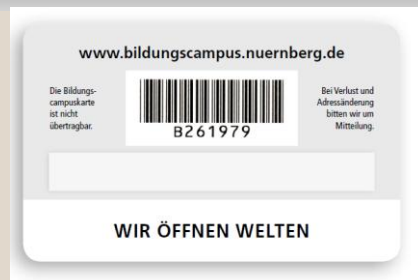 www.bildungscampus.nuernberg.de
Die Bildungs-
campuskarte
ist nicht
übertragbar.
B261979
Bei Verlust und
Adressänderung
bitten wir um
Mitteilung.
WIR ÖFFNEN WELTEN